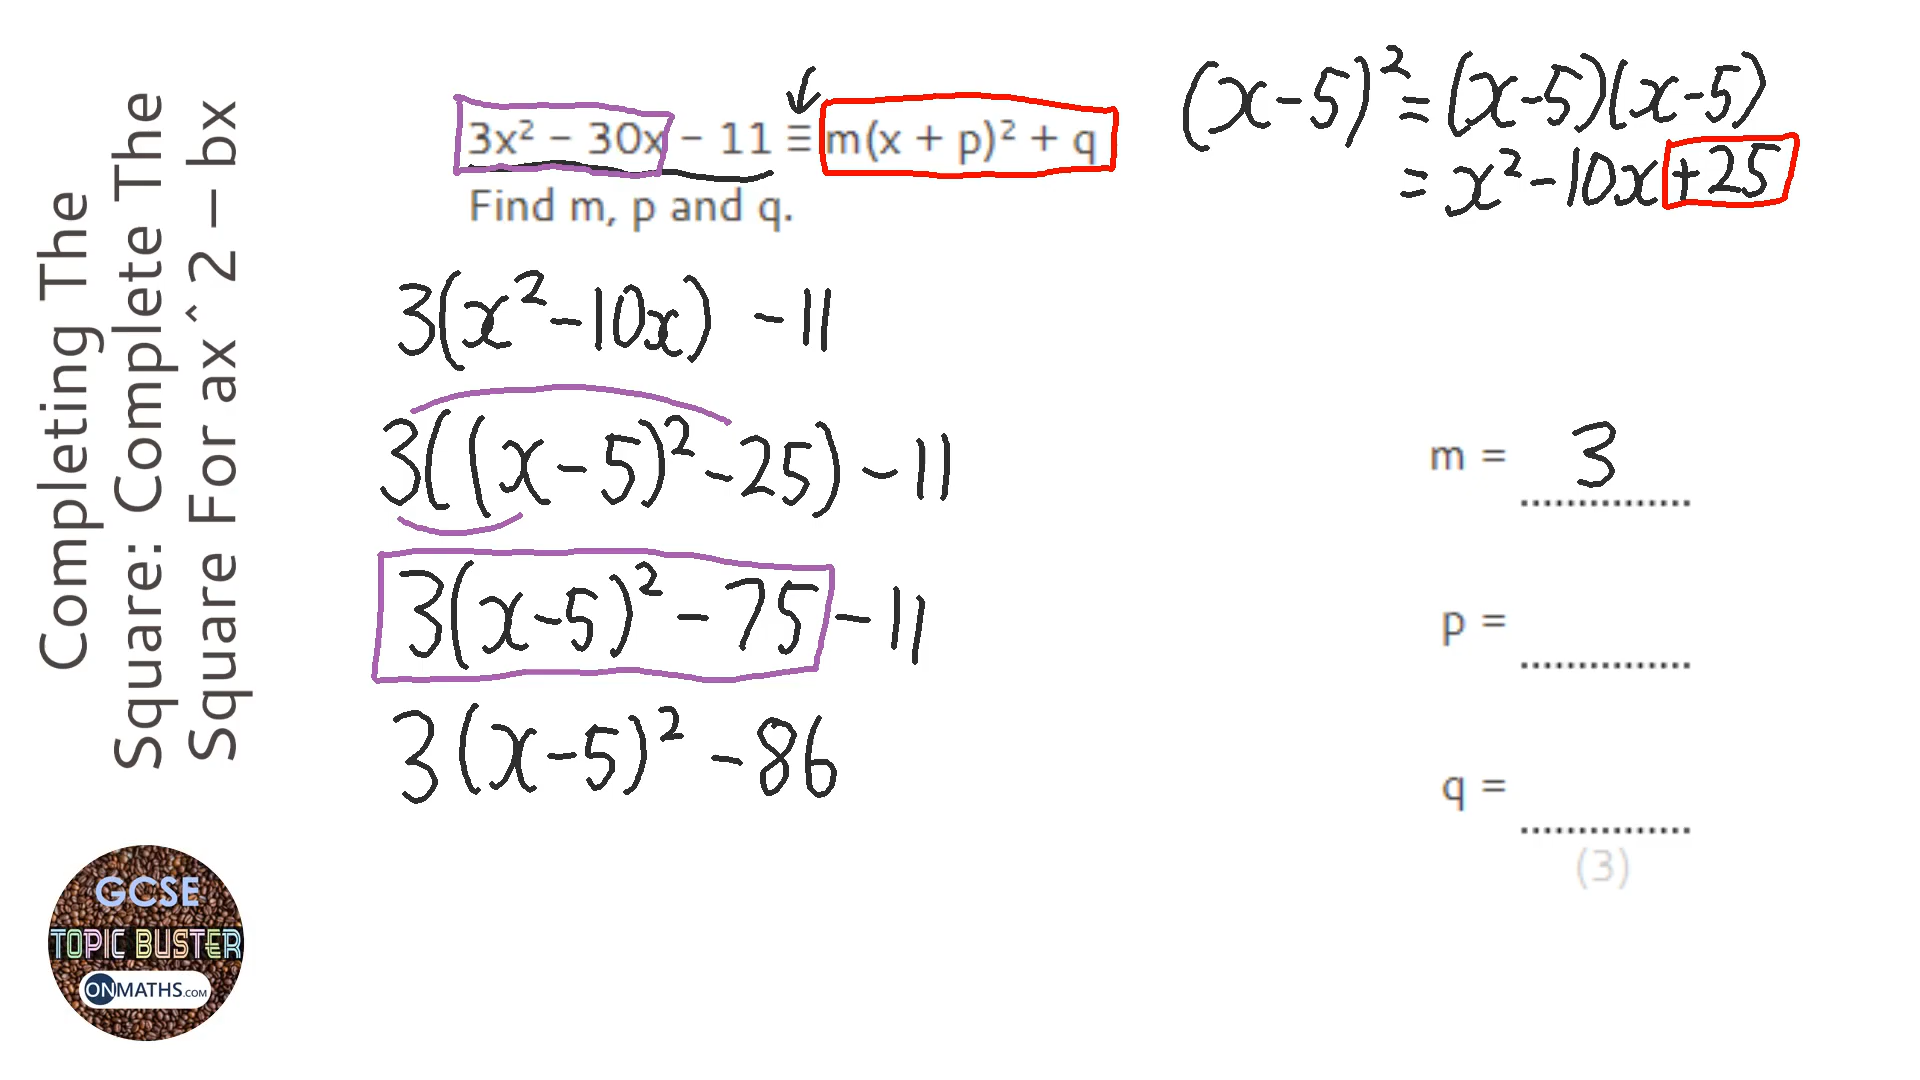 Completing The
Square: Complete The
Square For ax^2 – bx
3x² − 30x − 11 ≡ m(x + p)² + q
Find m, p and q.
(x-5)² = (x-5)(x-5)
= x² - 10x + 25
3(x² - 10x) - 11
3((x-5)² - 25) - 11
3(x-5)² - 75 - 11
3(x-5)² - 86
m = 3
p =
q =
(3)
GCSE
TOPIC BUSTER
ONMATHS.COM